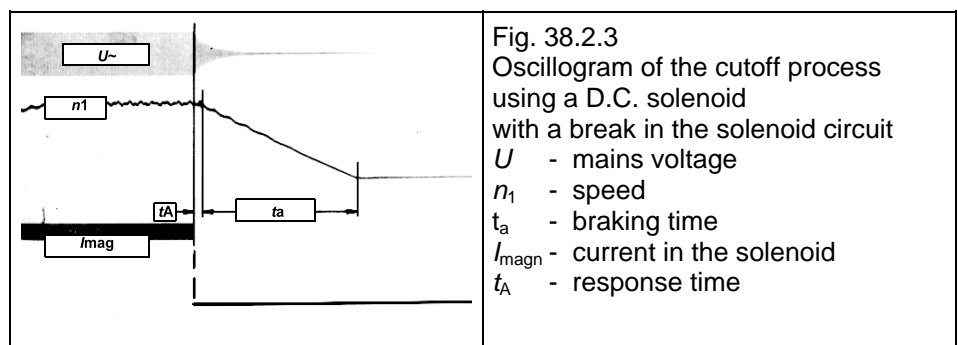 U~
n1
tA
ta
Imag
Fig. 38.2.3
Oscillogram of the cutoff process
using a D.C. solenoid
with a break in the solenoid circuit
U - mains voltage
n1 - speed
ta - braking time
Imagn - current in the solenoid
tA - response time